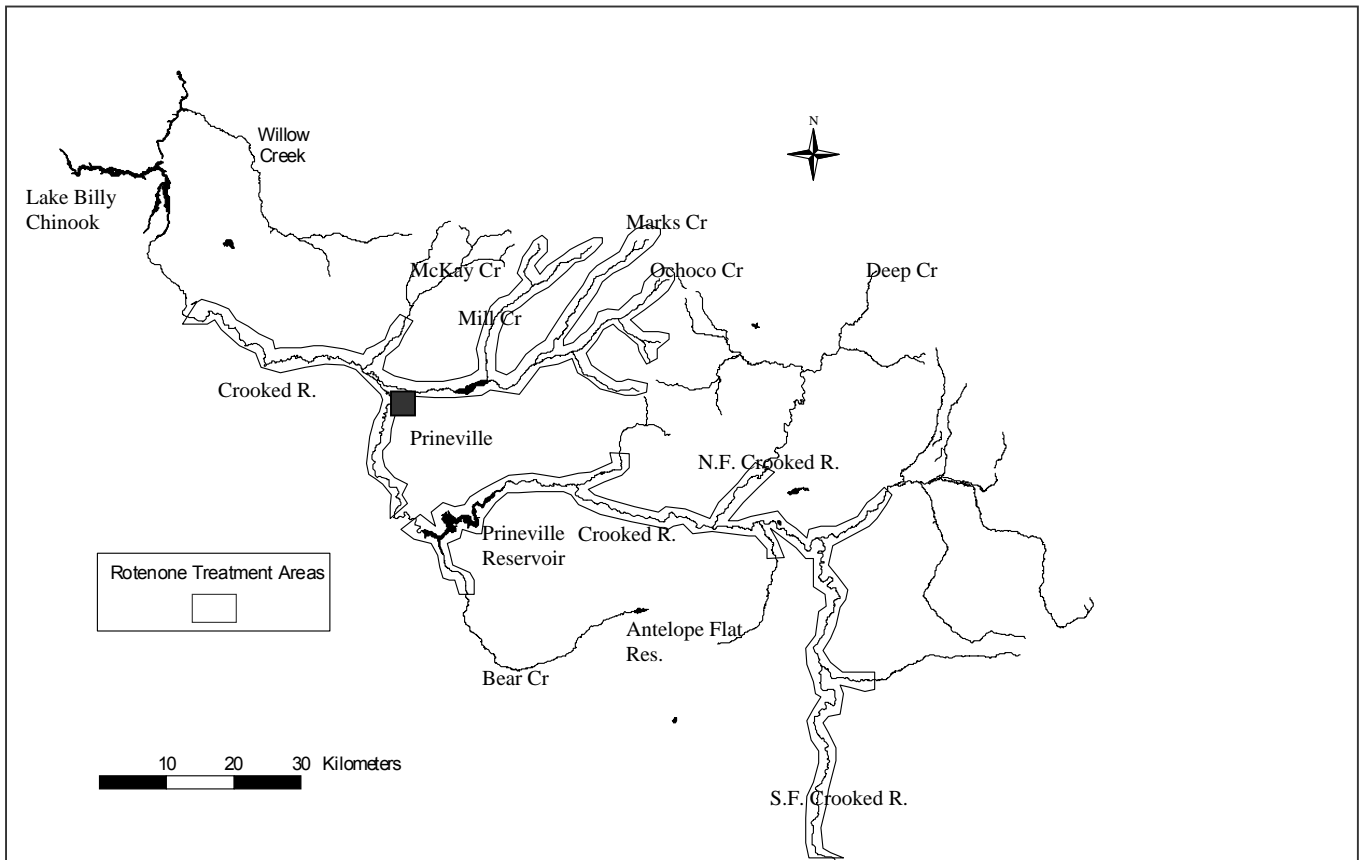 N
Willow
Creek
Lake Billy
Chinook
Marks Cr
McKay Cr
Ochoco Cr
Deep Cr
Mill Cr
Crooked R.
Prineville
N.F. Crooked R.
Prineville
Reservoir
Crooked R.
Rotenone Treatment Areas
Antelope Flat
Res.
Bear Cr
10 20 30 Kilometers
S.F. Crooked R.